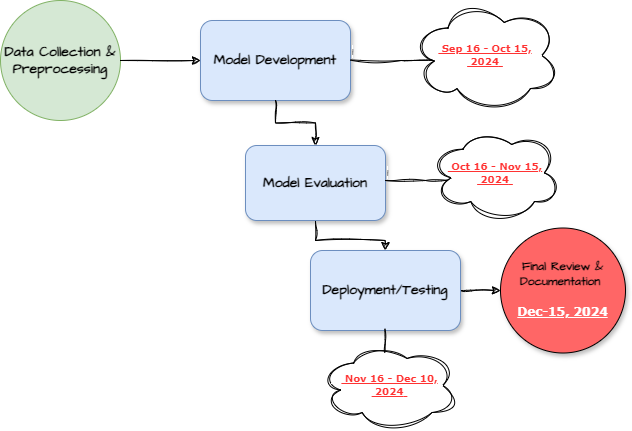 Data Collection &
Preprocessing
Model Development
Sep 16 - Oct 15,
2024
Model Evaluation
Oct 16 - Nov 15,
2024
Deployment/Testing
Final Review &
Documentation
Dec-15, 2024
Nov 16 - Dec 10,
2024